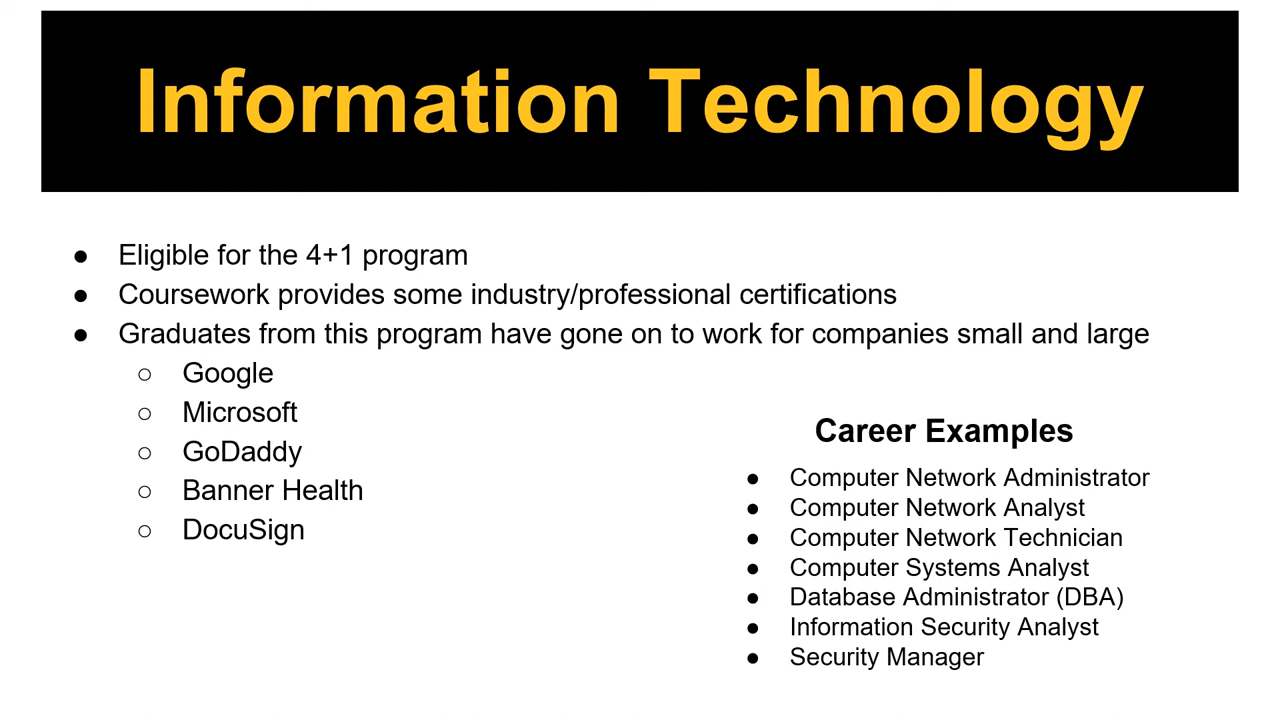 Information Technology
● Eligible for the 4+1 program
● Coursework provides some industry/professional certifications
● Graduates from this program have gone on to work for companies small and large
○ Google
○ Microsoft
○ GoDaddy
○ Banner Health
○ DocuSign
Career Examples
● Computer Network Administrator
● Computer Network Analyst
● Computer Network Technician
● Computer Systems Analyst
● Database Administrator (DBA)
● Information Security Analyst
● Security Manager